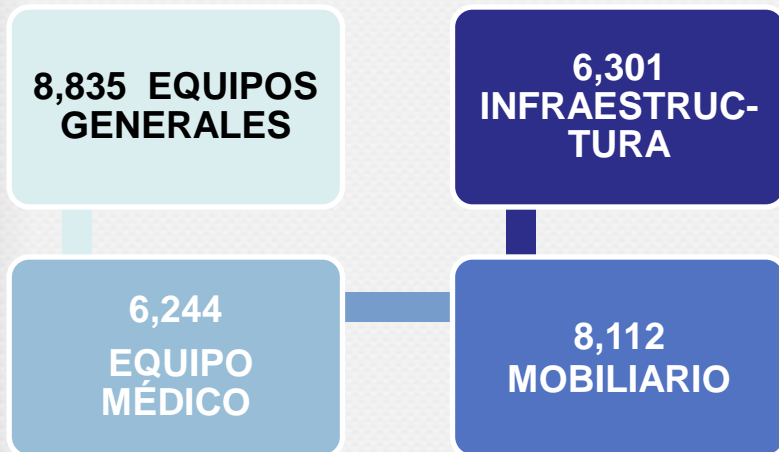 8,835 EQUIPOS
GENERALES
6,244
EQUIPO
MÉDICO
8,112
MOBILIARIO
6,301
INFRAESTRUC-
TURA